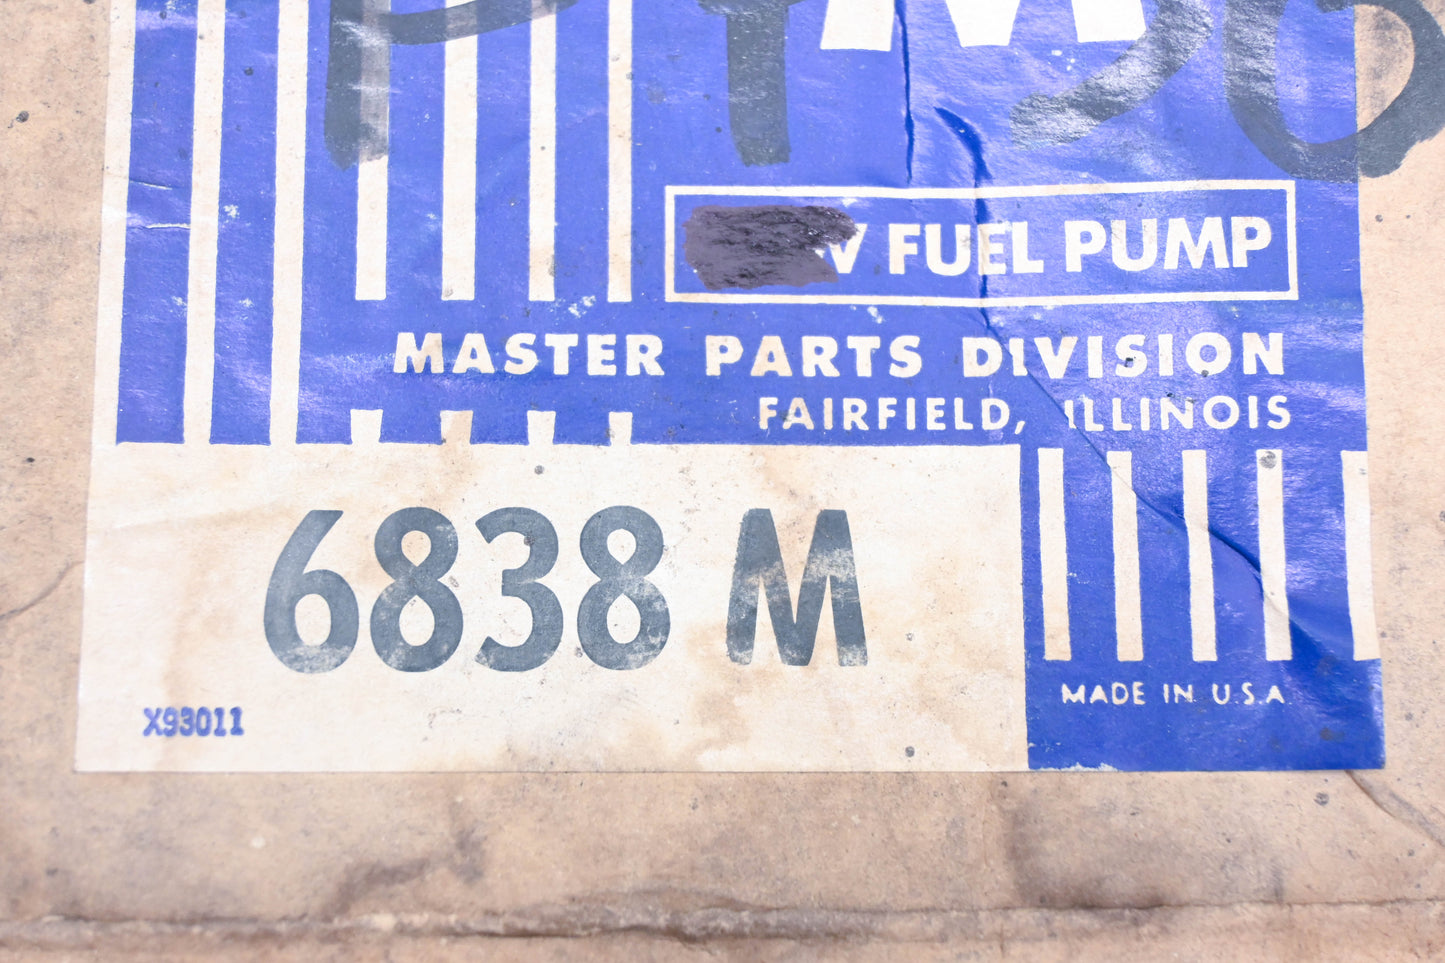 FUEL PUMP
MASTER PARTS DIVISION
FAIRFIELD, ILLINOIS
6838 M
X93011
MADE IN U.S.A.